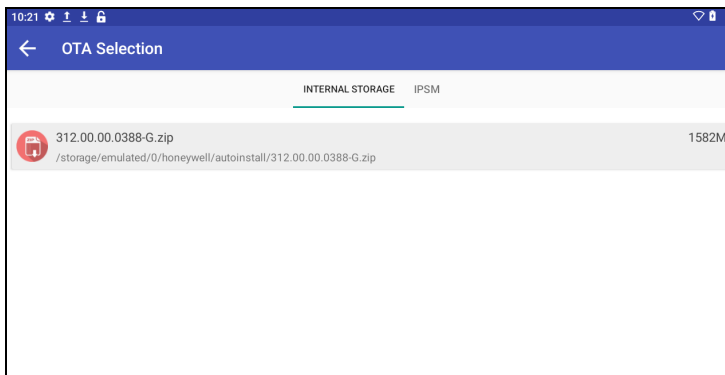 10:21
OTA Selection
INTERNAL STORAGE IPSM
312.00.00.0388-G.zip 1582M
/storage/emulated/0/honeywell/autoinstall/312.00.00.0388-G.zip